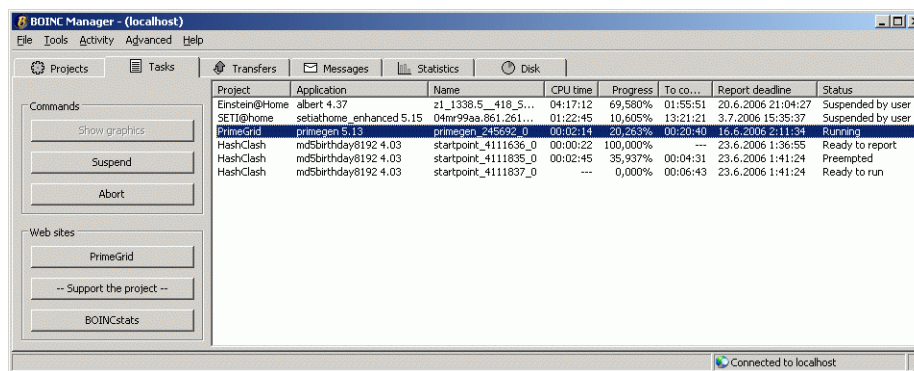 BOINC Manager - (localhost)
File Tools Activity Advanced Help
Projects Tasks Transfers Messages Statistics Disk
Commands
Show graphics
Suspend
Abort
Web sites
PrimeGrid
-- Support the project --
BOINCstats
Project Application Name CPU time Progress To co... Report deadline Status
Einstein@Home albert 4.37 z1_1338.5__418_S... 04:17:12 69,580% 01:55:51 20.6.2006 21:04:27 Suspended by user
SETI@home setiathome_enhanced 5.15 04mr99aa.861.261... 01:22:45 10,605% 13:21:21 3.7.2006 15:35:37 Suspended by user
PrimeGrid primegen 5.13 primegen_245692_0 00:02:14 20,263% 00:20:40 16.6.2006 2:11:34 Running
HashClash md5birthday8192 4.03 startpoint_4111636_0 00:00:22 100,000% --- 23.6.2006 1:36:55 Ready to report
HashClash md5birthday8192 4.03 startpoint_4111835_0 00:02:45 35,937% 00:04:31 23.6.2006 1:41:24 Preempted
HashClash md5birthday8192 4.03 startpoint_4111837_0 --- 0,000% 00:06:43 23.6.2006 1:41:24 Ready to run
Connected to localhost